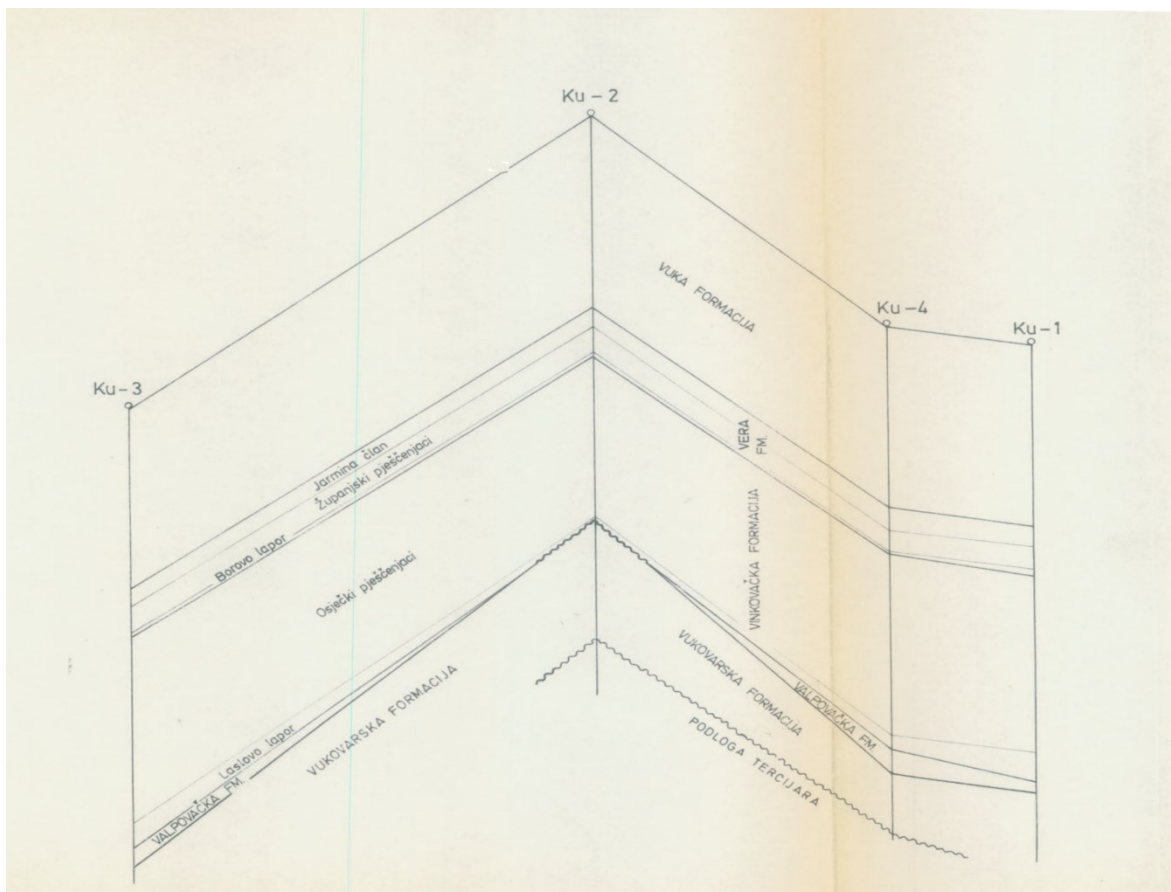 Ku-2
VUKA FORMACIJA
Ku-4
Ku-1
Ku-3
Jarmina član
Županjski pješčenjaci
VERA
FM.
Borovo lapor
Osječki pješčenjaci
VINKOVAČKA FORMACIJA
VUKOVARSKA FORMACIJA
VALPOVAČKA FM.
PODLOGA TERCIJARA
Laslovo lapor
VALPOVAČKA FM.
VUKOVARSKA FORMACIJA